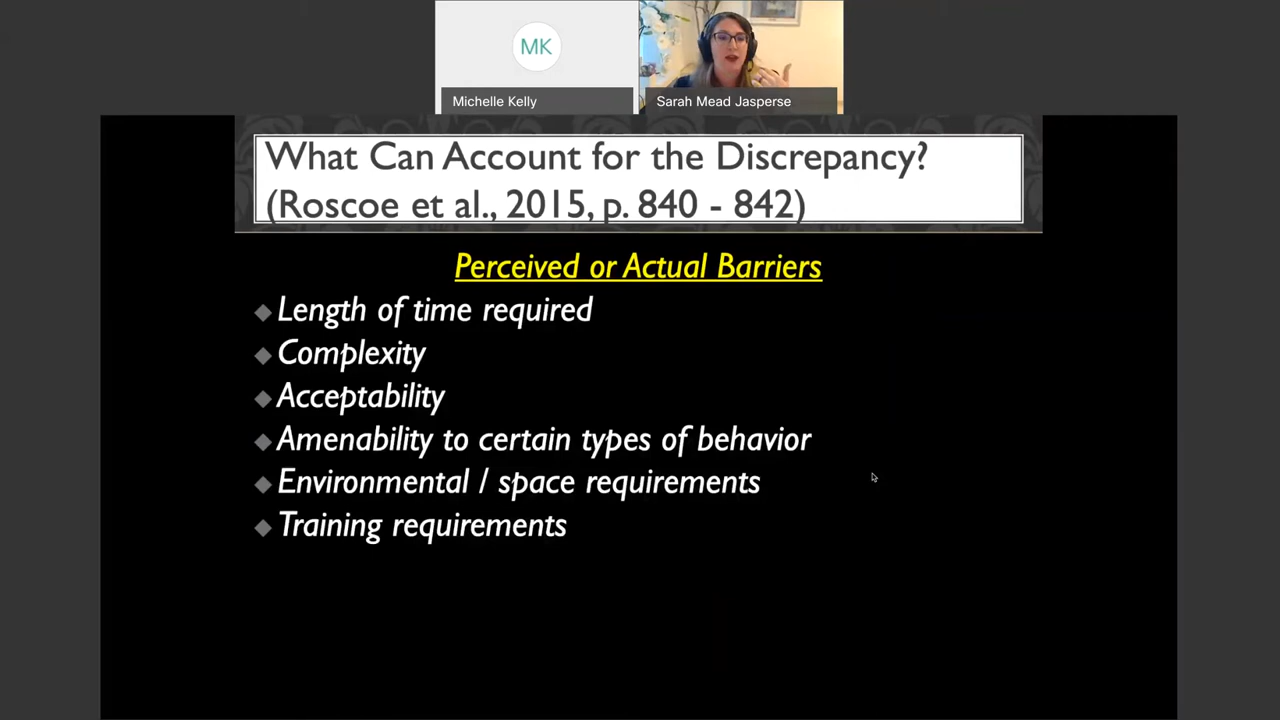 MK
Michelle Kelly
Sarah Mead Jasperse
What Can Account for the Discrepancy?
(Roscoe et al., 2015, p. 840 - 842)
Perceived or Actual Barriers
Length of time required
Complexity
Acceptability
Amenability to certain types of behavior
Environmental / space requirements
Training requirements